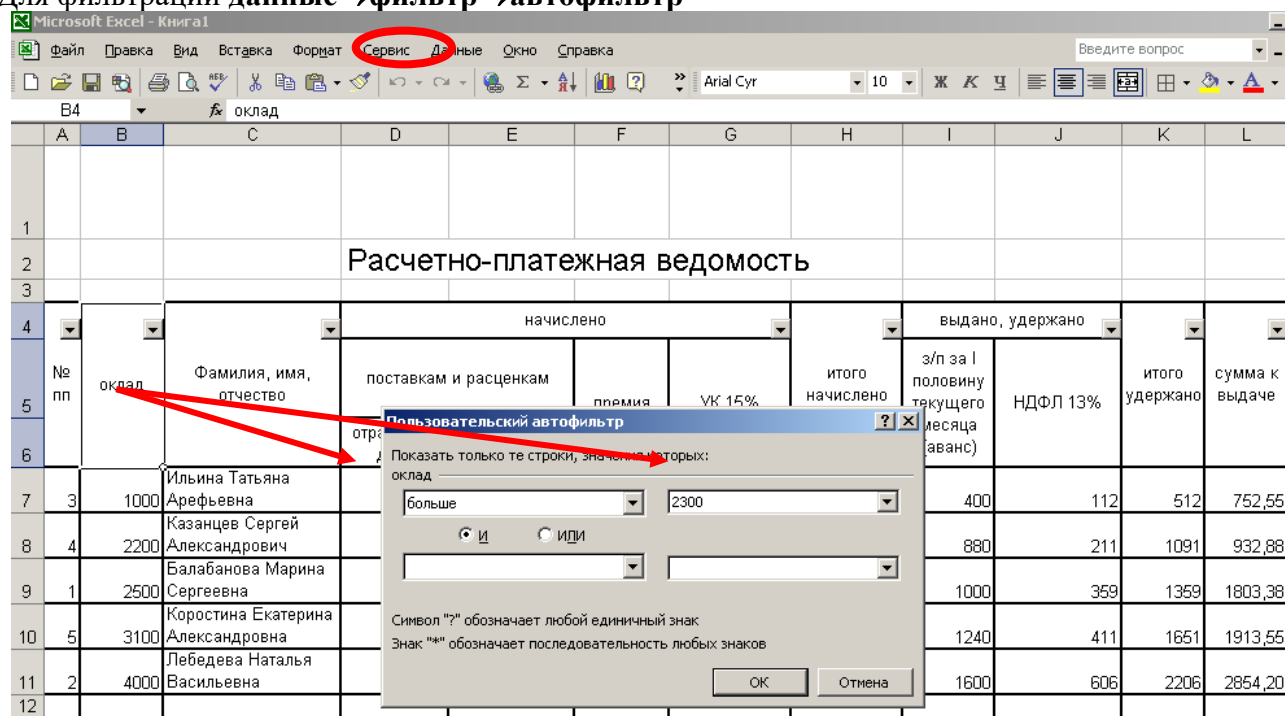 Для фильтрации данные→фильтр→автофильтр
Microsoft Excel - Книга1
Файл Правка Вид Вставка Формат Сервис Данные Окно Справка Введите вопрос
Arial Cyr 10 Ж К Ч
B4 fx оклад
A B C D E F G H I J K L
1
2 Расчетно-платежная ведомость
3
4 начислено выдано, удержано
5
6
№ пп
оклад
Фамилия, имя, отчество
поставкам и расценкам
премия
УК 15%
итого начислено
з/п за I половину текущего месяца (аванс)
НДФЛ 13%
итого удержано
сумма к выдаче
7 3 1000 Ильина Татьяна Арефьевна 400 112 512 752,55
8 4 2200 Казанцев Сергей Александрович 880 211 1091 932,88
9 1 2500 Балабанова Марина Сергеевна 1000 359 1359 1803,38
10 5 3100 Коростина Екатерина Александровна 1240 411 1651 1913,55
11 2 4000 Лебедева Наталья Васильевна 1600 606 2206 2854,20
12
Пользовательский автофильтр
Показать только те строки, значения которых:
оклад
больше 2300
И ИЛИ
Символ "?" обозначает любой единичный знак
Знак "*" обозначает последовательность любых знаков
ОК Отмена